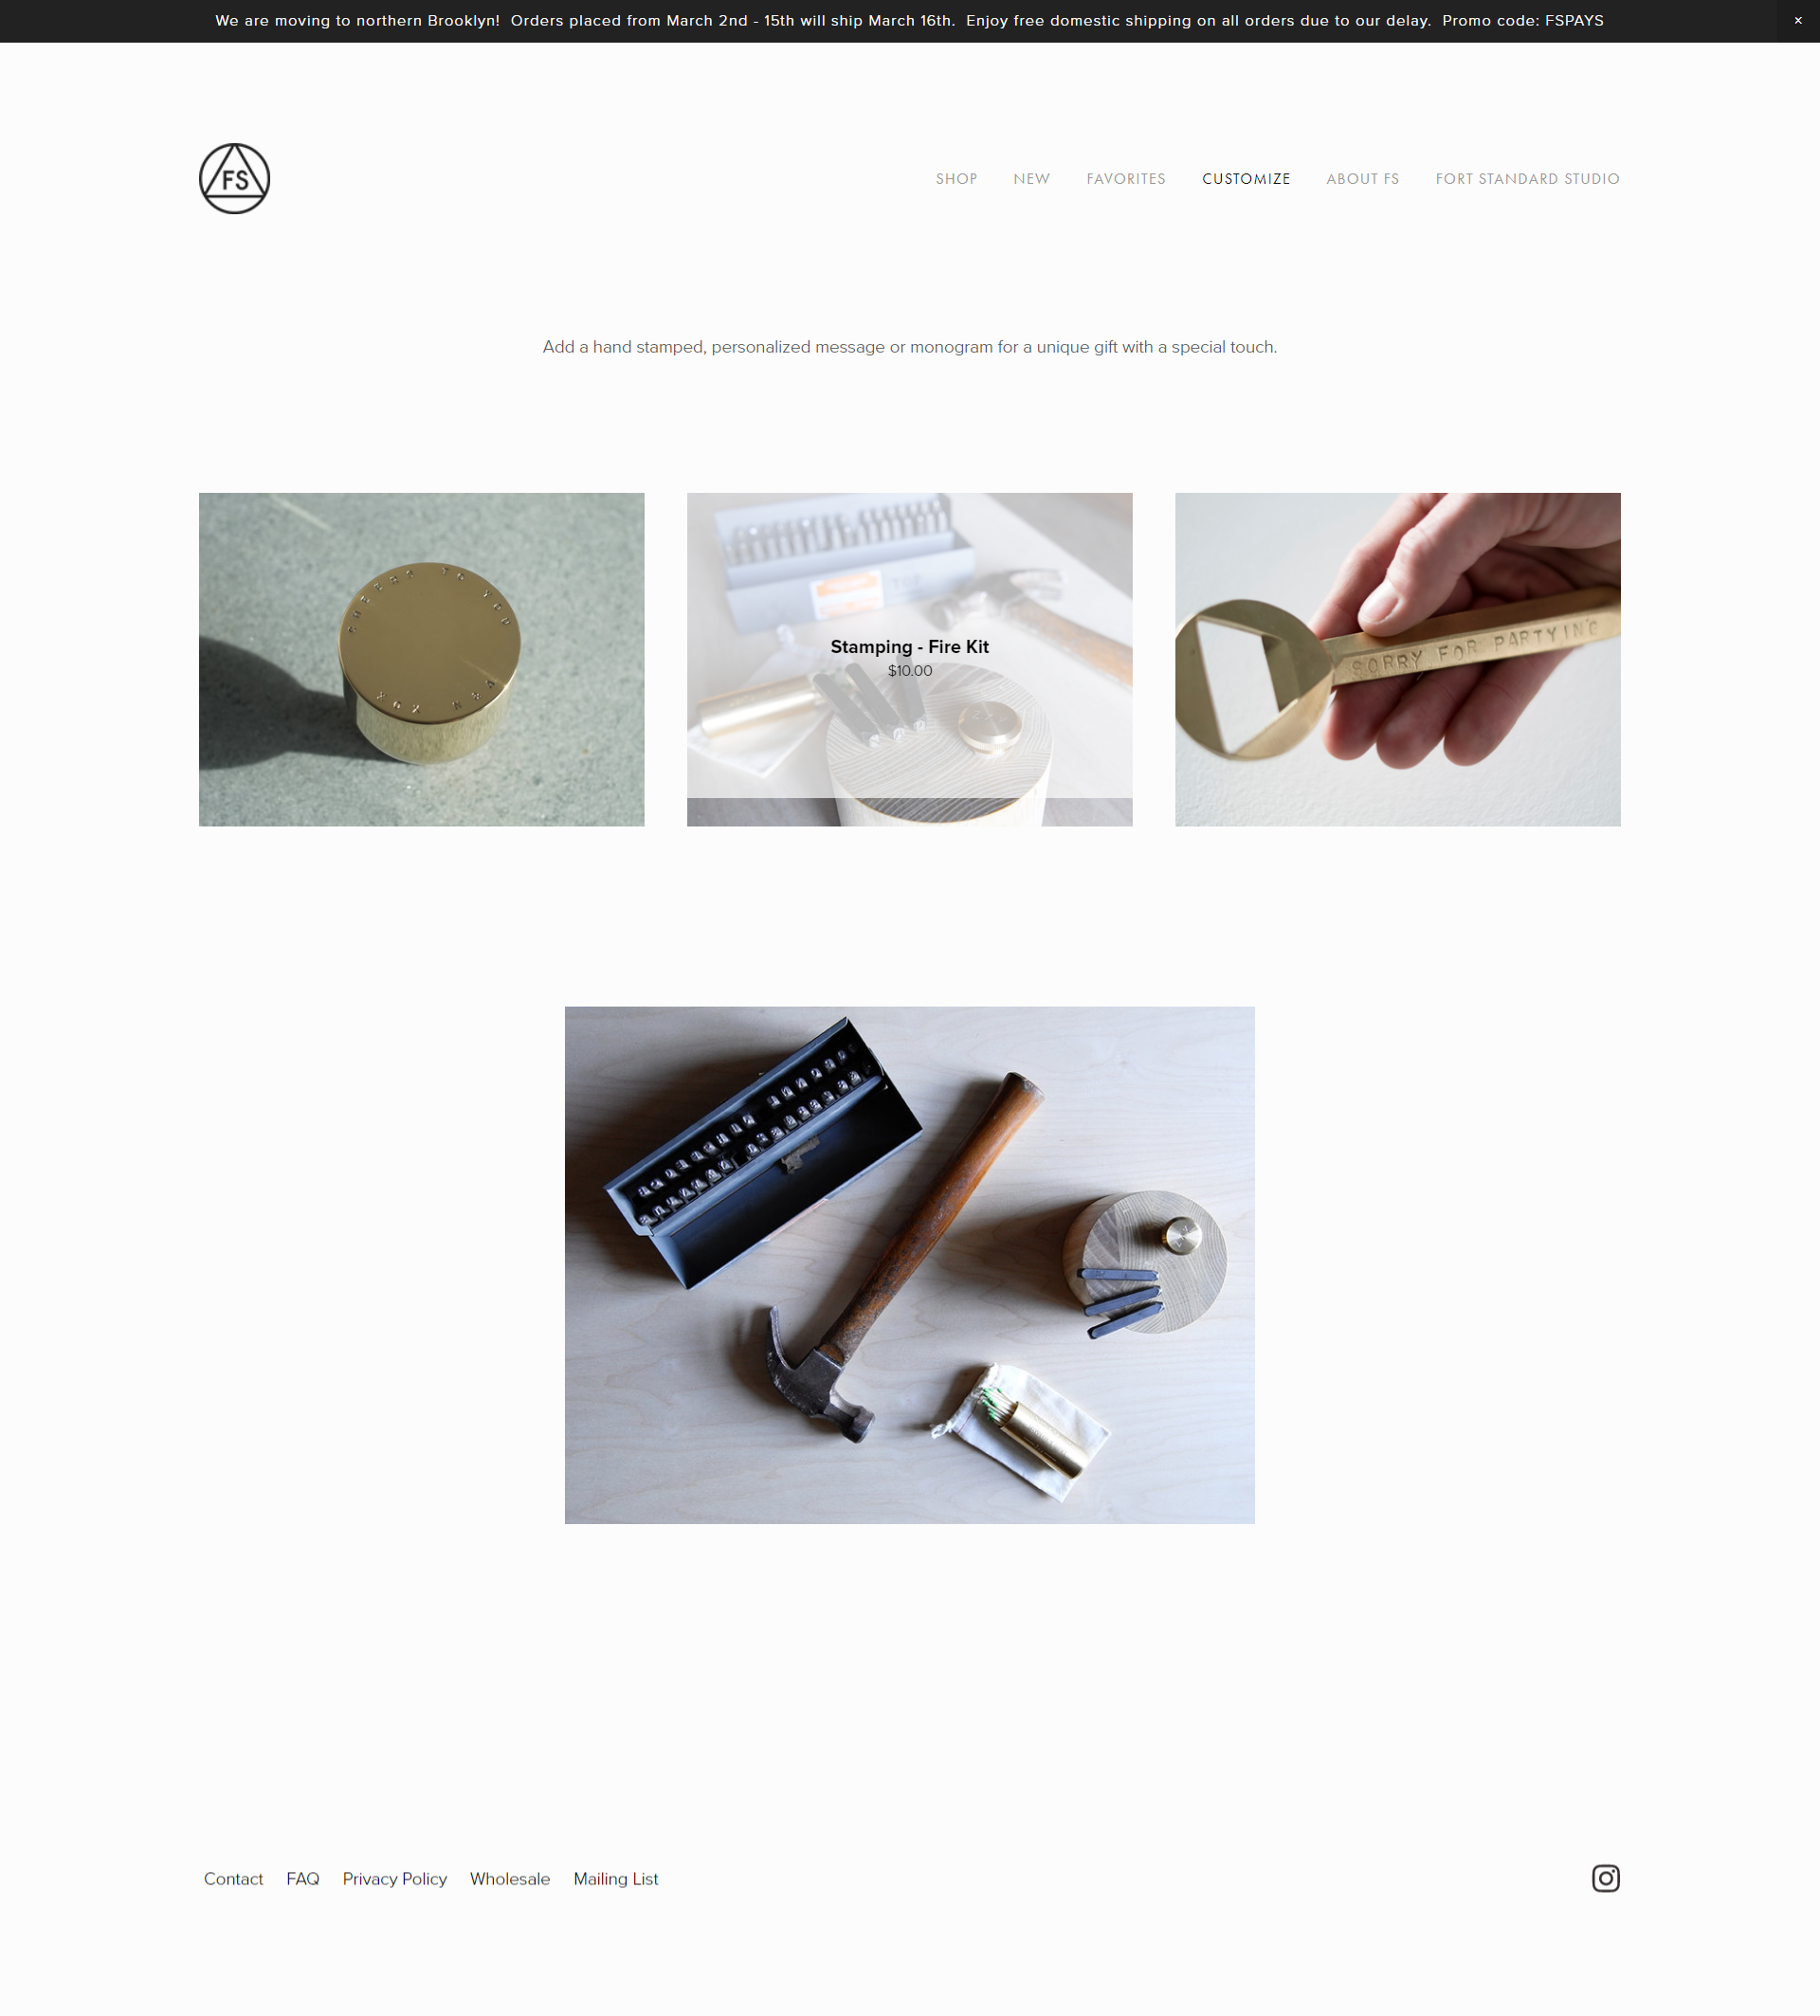 We are moving to northern Brooklyn! Orders placed from March 2nd - 15th will ship March 16th. Enjoy free domestic shipping on all orders due to our delay. Promo code: FSPAYS
×
FS
SHOP NEW FAVORITES CUSTOMIZE ABOUT FS FORT STANDARD STUDIO
Add a hand stamped, personalized message or monogram for a unique gift with a special touch.
CHEERS TO YOU
Stamping - Fire Kit
$10.00
SORRY FOR PARTYING
Contact FAQ Privacy Policy Wholesale Mailing List